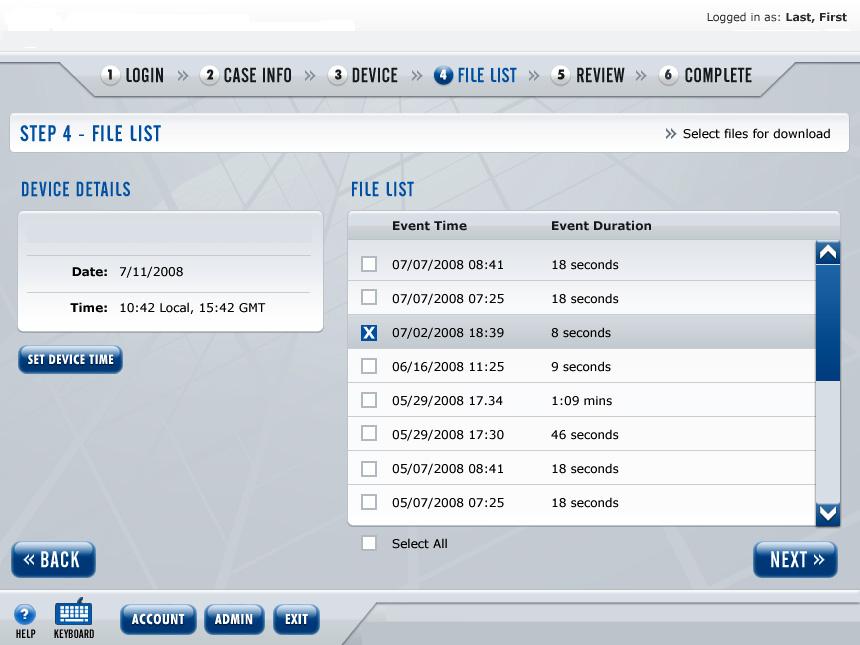 Logged in as: Last, First
1 LOGIN » 2 CASE INFO » 3 DEVICE » 4 FILE LIST » 5 REVIEW » 6 COMPLETE
STEP 4 - FILE LIST
» Select files for download
DEVICE DETAILS
Date: 7/11/2008
Time: 10:42 Local, 15:42 GMT
SET DEVICE TIME
FILE LIST
Event Time Event Duration
07/07/2008 08:41 18 seconds
07/07/2008 07:25 18 seconds
X 07/02/2008 18:39 8 seconds
06/16/2008 11:25 9 seconds
05/29/2008 17.34 1:09 mins
05/29/2008 17:30 46 seconds
05/07/2008 08:41 18 seconds
05/07/2008 07:25 18 seconds
Select All
« BACK
NEXT »
? HELP
KEYBOARD
ACCOUNT
ADMIN
EXIT